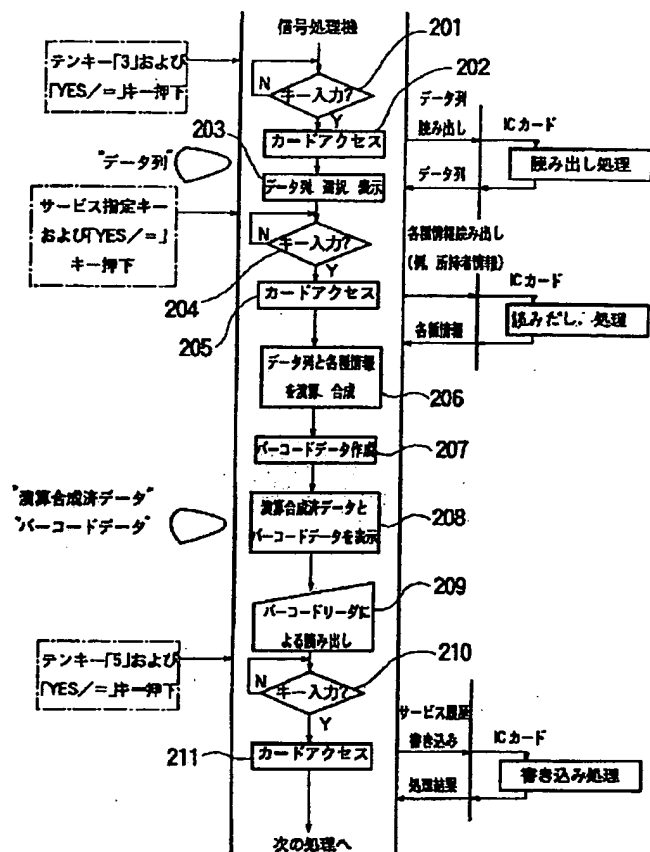 信号処理機
201
テンキー「3」および
「YES/=」キー押下
N
キー入力?
202
Y
203
カードアクセス
データ列
読み出し
ICカード
読み出し処理
"データ列"
データ列 選択 表示
データ列
サービス指定キー
および「YES/=」
キー押下
N
キー入力?
Y
204
各種情報読み出し
(例、所持者情報)
ICカード
カードアクセス
205
読みだし 処理
各種情報
データ列と各種情報
を演算、合成
206
207
バーコードデータ作成
"演算合成済データ"
"バーコードデータ"
演算合成済データと
バーコードデータを表示
208
209
バーコードリーダに
よる読み出し
テンキー「5」および
「YES/=」キー押下
210
N
キー入力?
Y
サービス履歴
書き込み
ICカード
211
カードアクセス
書き込み処理
処理結果
次の処理へ